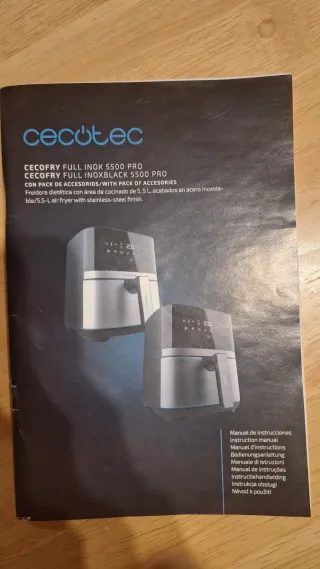 cecotec
CECOFRY FULL INOX 5500 PRO
CECOFRY FULL INOXBLACK 5500 PRO
CON PACK DE ACCESORIOS/WITH PACK OF ACCESORIES
Freidora dietética con área de cocinado de 5.5 L, acabados en acero inoxida-
ble/5.5-L air fryer with stainless-steel finish.
200
200
Manual de instrucciones
Instruction manual
Manuel d'instructions
Bedienungsanleitung
Manuale di istruzioni
Manual de instruções
Instructiehandleiding
Instrukcja obsługi
Návod k použití